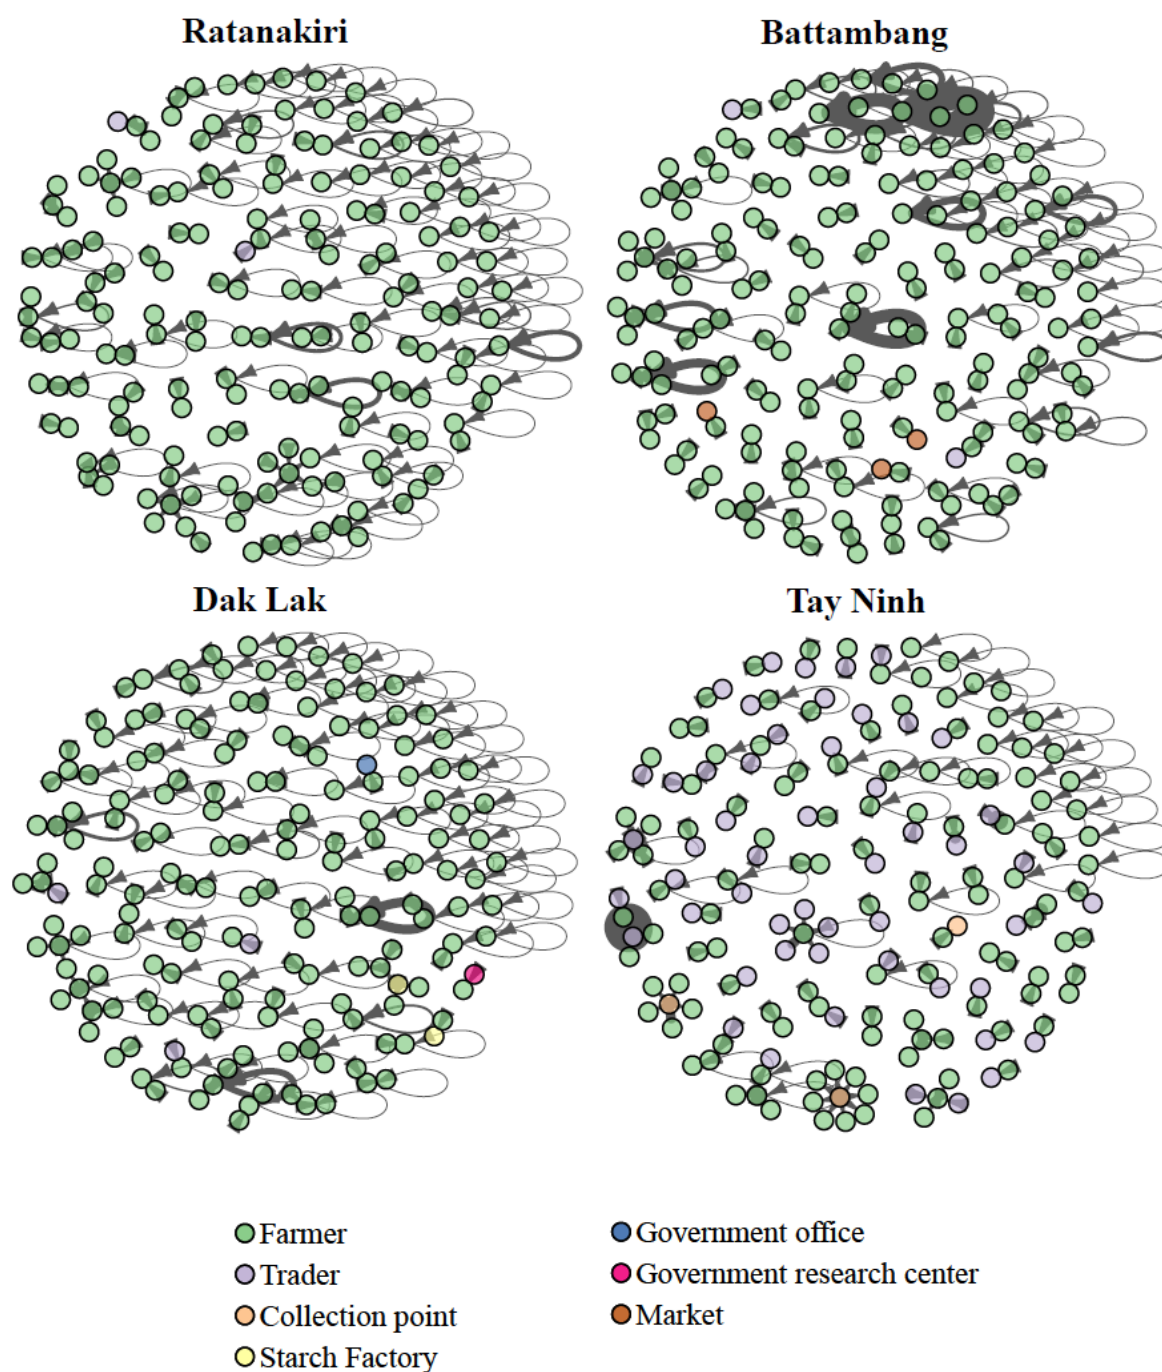 Ratanakiri
Battambang
Dak Lak
Tay Ninh
Farmer
Trader
Collection point
Starch Factory
Government office
Government research center
Market